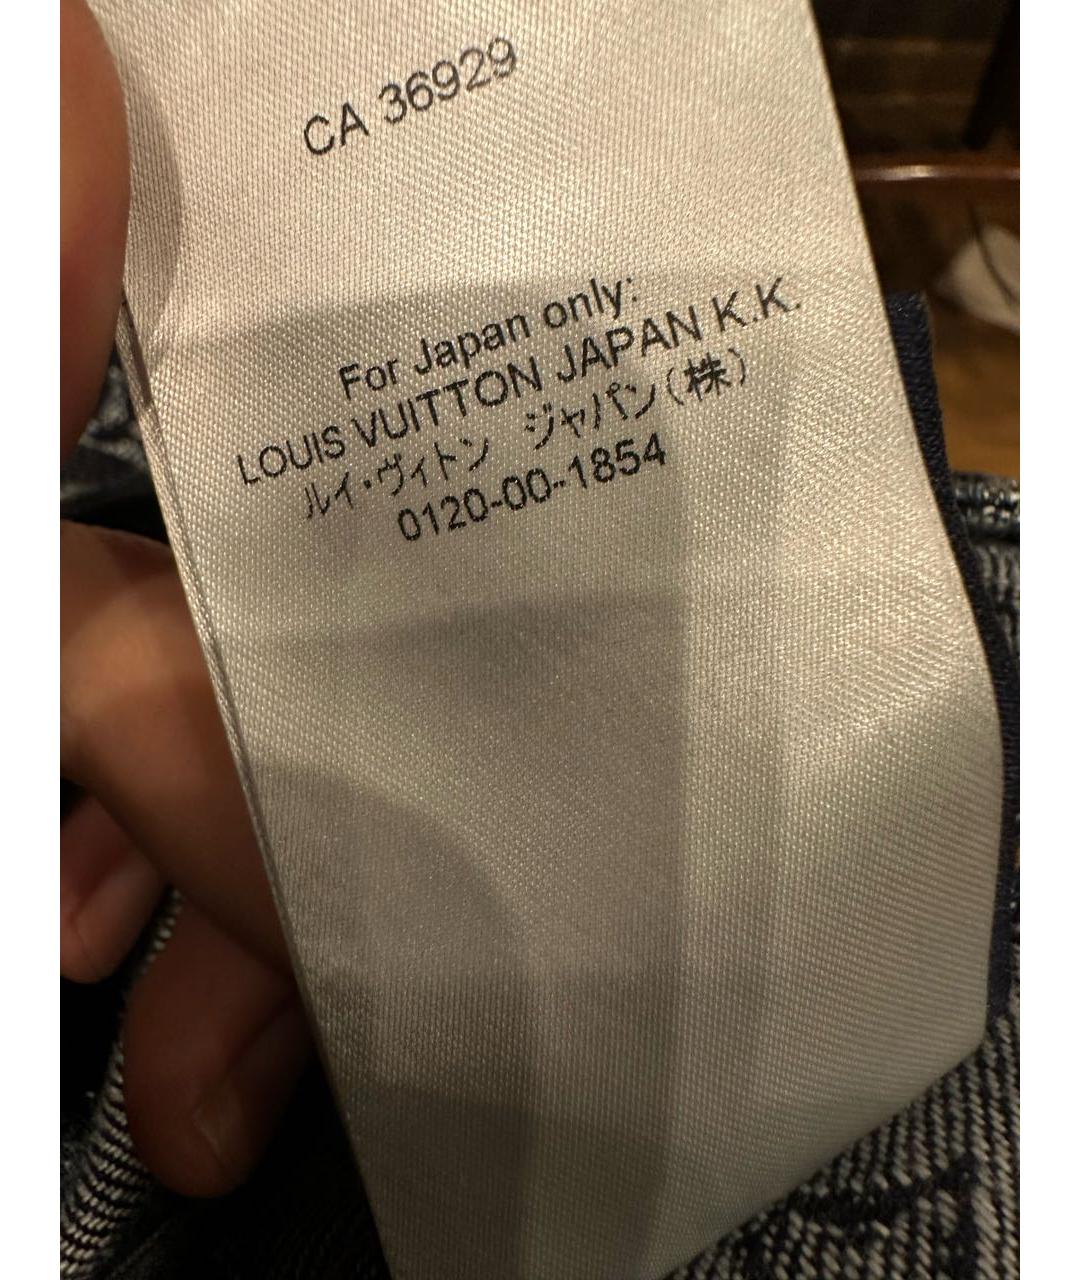 CA 36929
For Japan only:
LOUIS VUITTON JAPAN K.K.
ルイ・ヴィトン ジャパン(株)
0120-00-1854